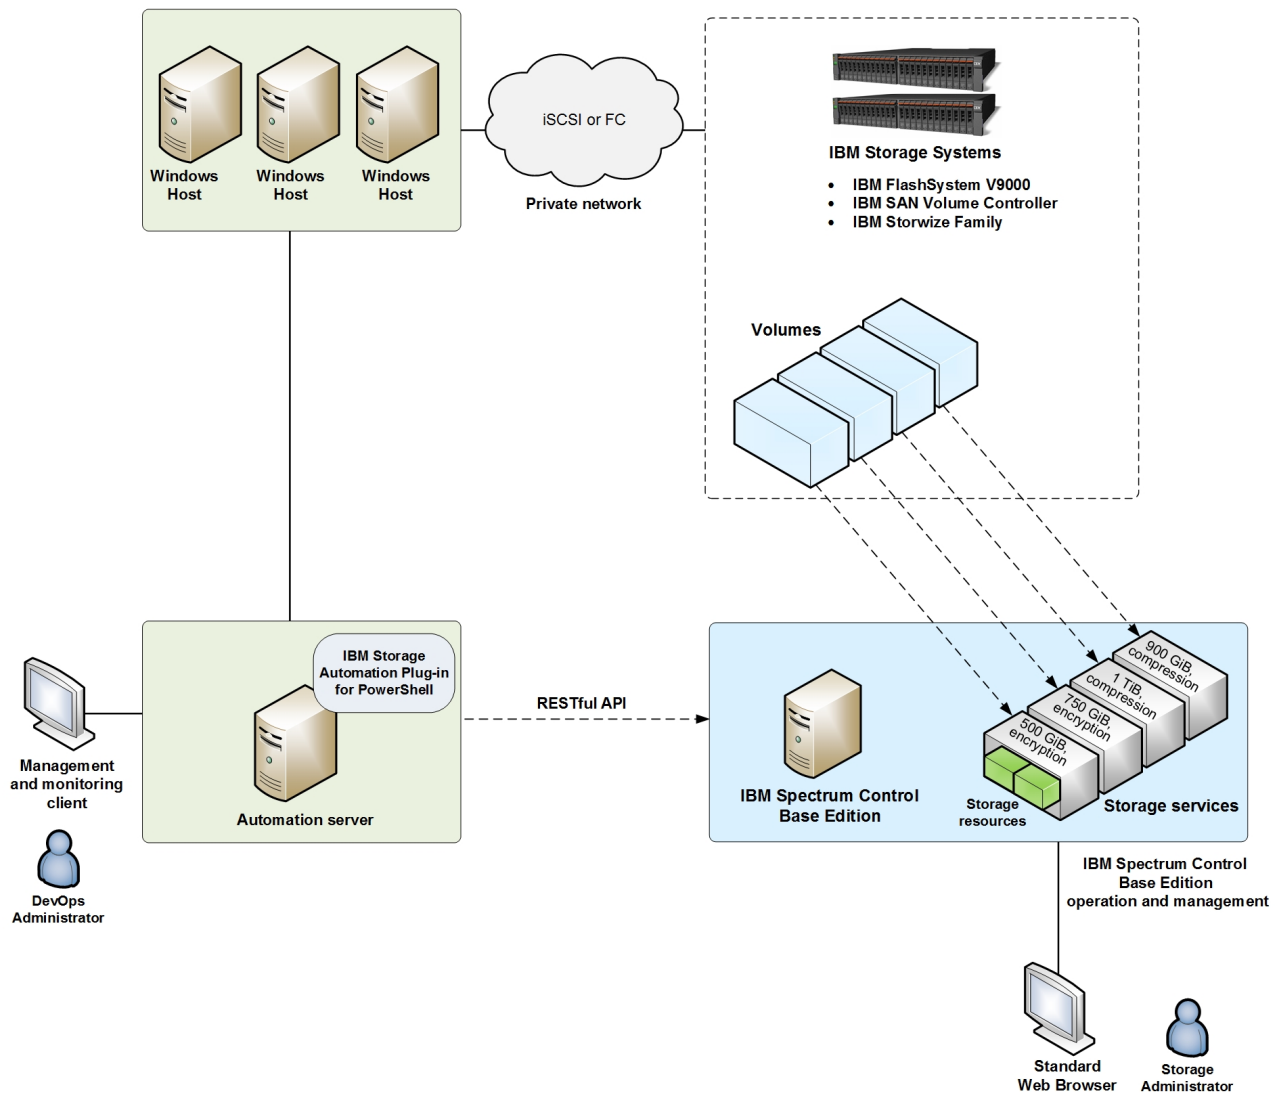 Windows
Host
Windows
Host
Windows
Host
iSCSI or FC
Private network
IBM Storage Systems
• IBM FlashSystem V9000
• IBM SAN Volume Controller
• IBM Storwize Family
Volumes
IBM Storage
Automation Plug-in
for PowerShell
Automation server
Management
and monitoring
client
DevOps
Administrator
RESTful API
IBM Spectrum Control
Base Edition
900 GiB,
compression
1 TiB,
compression
750 GiB,
encryption
500 GiB,
encryption
Storage
resources
Storage services
IBM Spectrum Control
Base Edition
operation and management
Standard
Web Browser
Storage
Administrator